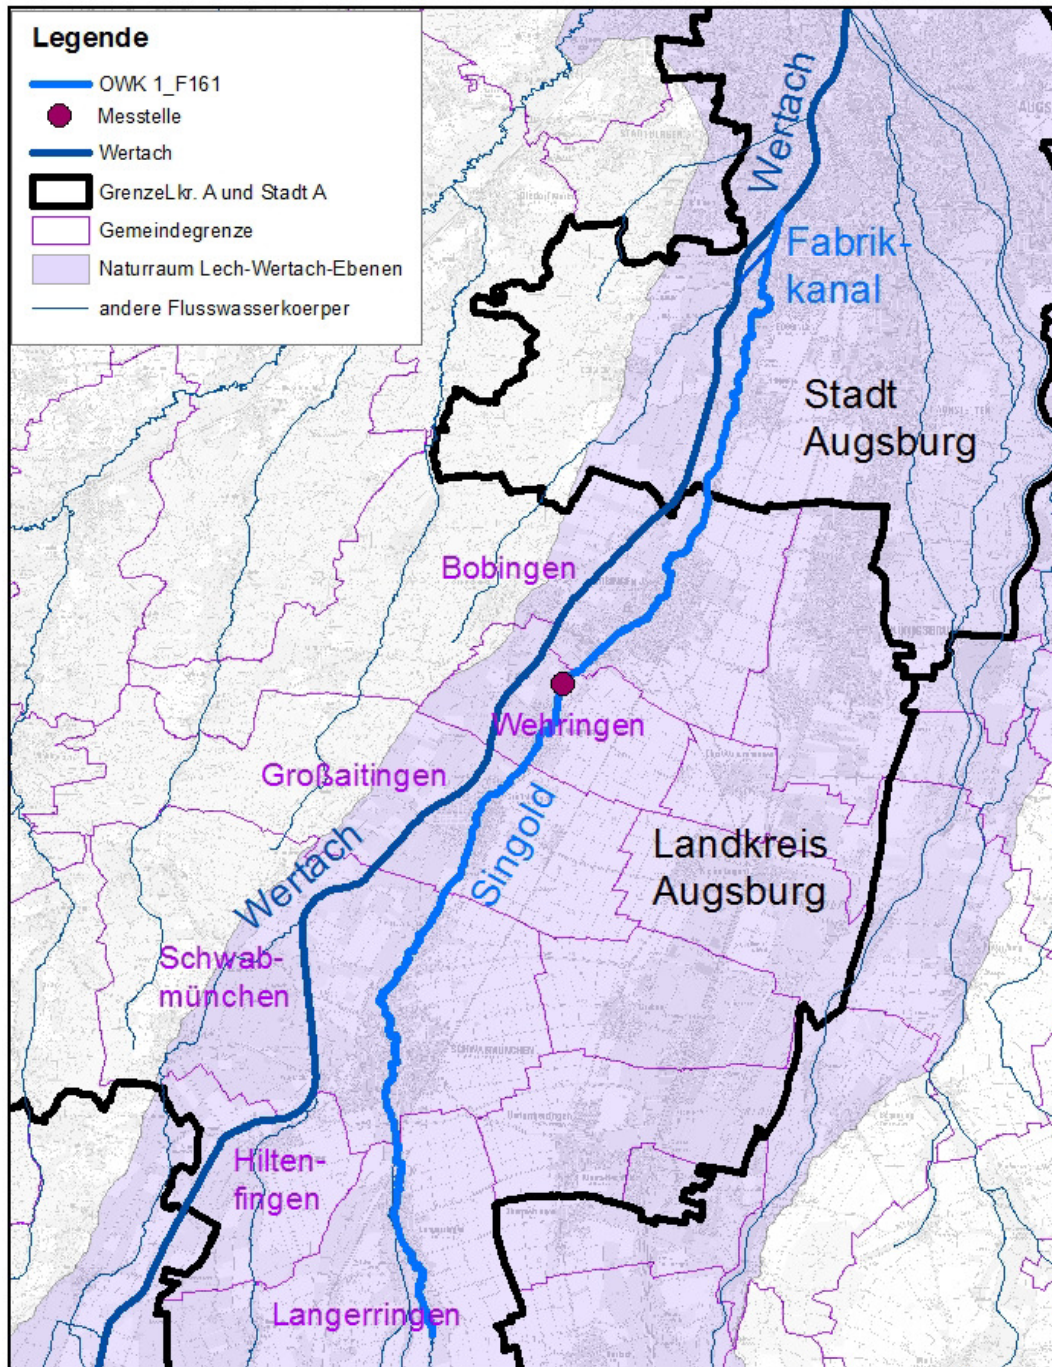 Legende
OWK 1_F161
Messtelle
Wertach
GrenzeLkr. A und Stadt A
Gemeindegrenze
Naturraum Lech-Wertach-Ebenen
andere Flusswasserkoerper
Wertach
Fabrik-
kanal
Stadt
Augsburg
Bobingen
Wehringen
Großaitingen
Singold
Landkreis
Augsburg
Wertach
Schwab-
münchen
SCHWABMÜNCHEN
Hilten-
fingen
Langerringen